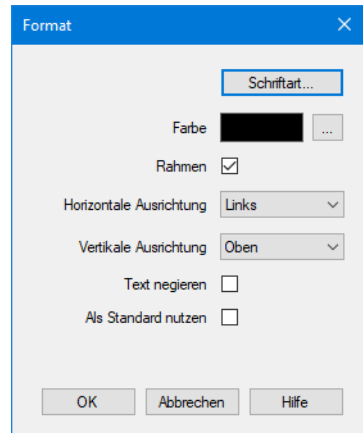 Format
Schriftart...
Farbe ...
Rahmen
Horizontale Ausrichtung Links
Vertikale Ausrichtung Oben
Text negieren
Als Standard nutzen
OK Abbrechen Hilfe